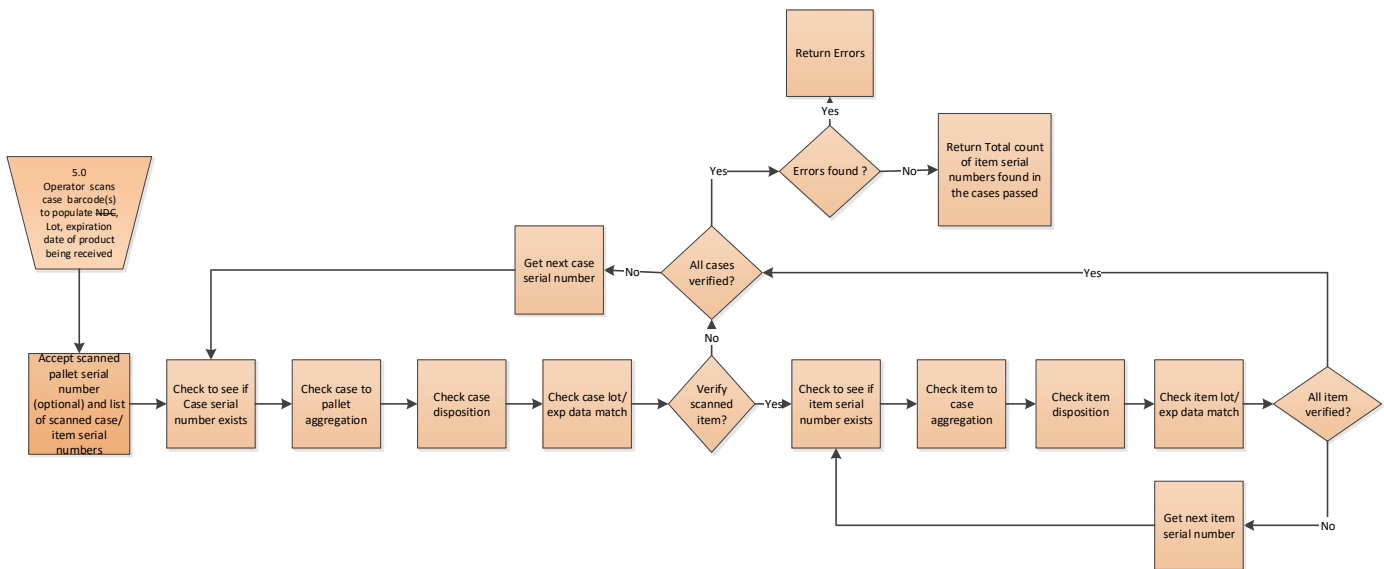 Return Errors
Yes
Errors found ?
No
Return Total count
of item serial
numbers found in
the cases passed
Yes
5.0
Operator scans
case barcode(s)
to populate NDC,
Lot, expiration
date of product
being received
Get next case
serial number
No
All cases
verified?
Yes
No
Accept scanned
pallet serial
number
(optional) and list
of scanned case/
item serial
numbers
Check to see if
Case serial
number exists
Check case to
pallet
aggregation
Check case
disposition
Check case lot/
exp data match
Verify
scanned
item?
Yes
Check to see if
item serial
number exists
Check item to
case
aggregation
Check item
disposition
Check item lot/
exp data match
All item
verified?
Get next item
serial number
No